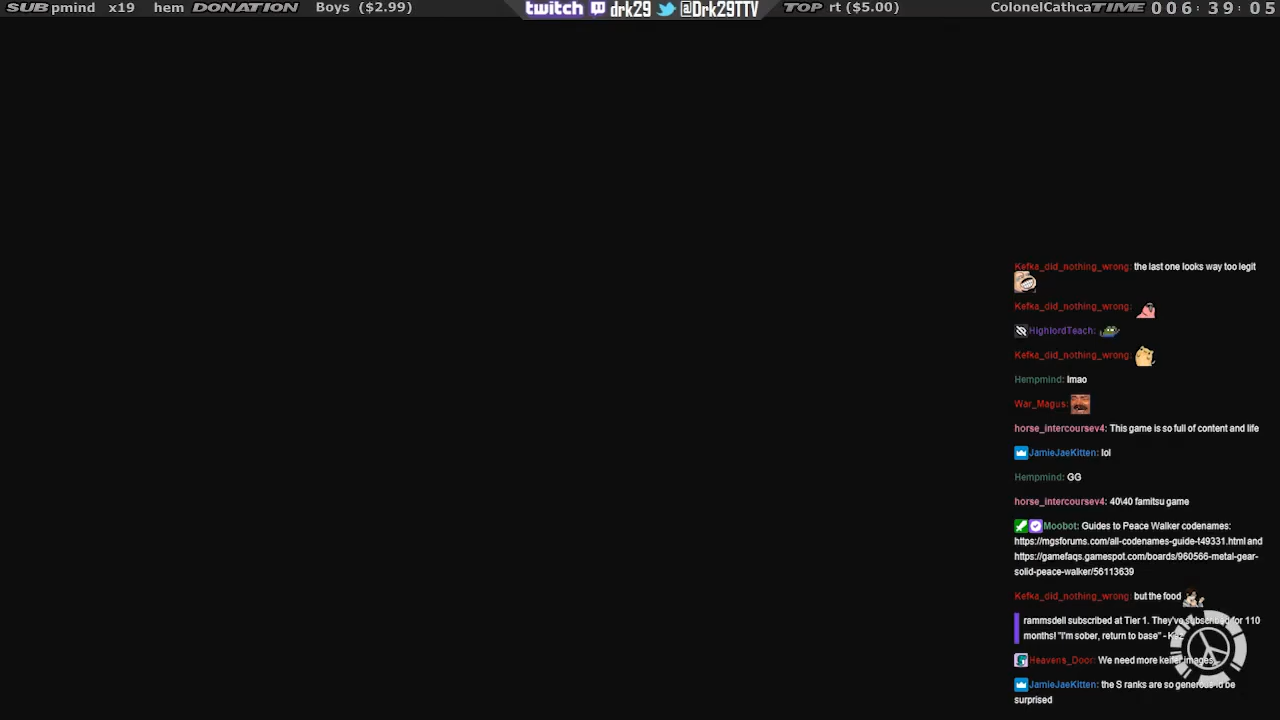 SUB pmind x19 hem DONATION Boys ($2.99) twitch drk29 @Drk29TTV TOP rt ($5.00) ColonelCathca TIME 006:39:05
Kefka_did_nothing_wrong: the last one looks way too legit
Kefka_did_nothing_wrong:
HighlordTeach:
Kefka_did_nothing_wrong:
Hempmind: lmao
War_Magus:
horse_intercoursev4: This game is so full of content and life
JamieJaeKitten: lol
Hempmind: GG
horse_intercoursev4: 40\40 famitsu game
Moobot: Guides to Peace Walker codenames:
https://mgsforums.com/all-codenames-guide-t49331.html and
https://gamefaqs.gamespot.com/boards/960566-metal-gear-
solid-peace-walker/56113639
Kefka_did_nothing_wrong: but the food
rammsdell subscribed at Tier 1. They've subscribed for 110
months! "I'm sober, return to base" -
Heavens_Door: We need more keifer images
JamieJaeKitten: the S ranks are so generous id be
surprised